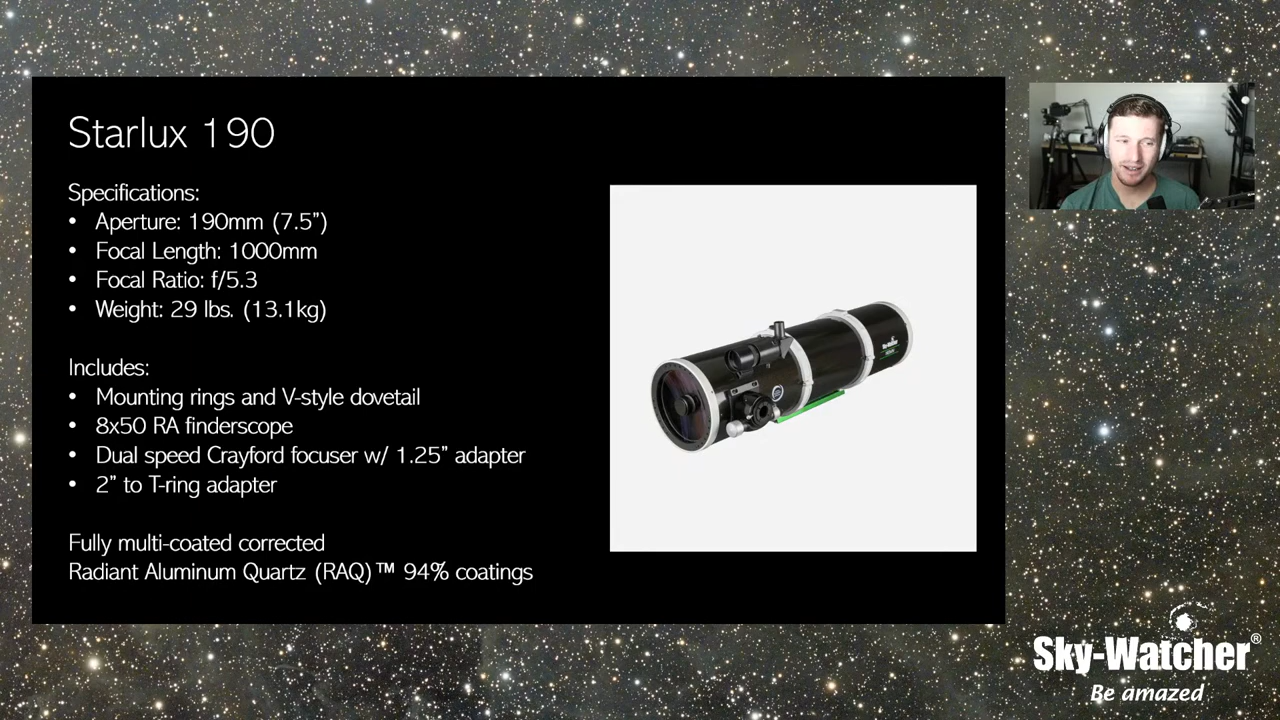 Starlux 190
Specifications:
• Aperture: 190mm (7.5”)
• Focal Length: 1000mm
• Focal Ratio: f/5.3
• Weight: 29 lbs. (13.1kg)
Includes:
• Mounting rings and V-style dovetail
• 8x50 RA finderscope
• Dual speed Crayford focuser w/ 1.25” adapter
• 2” to T-ring adapter
Fully multi-coated corrected
Radiant Aluminum Quartz (RAQ)™ 94% coatings
Sky-Watcher®
Be amazed